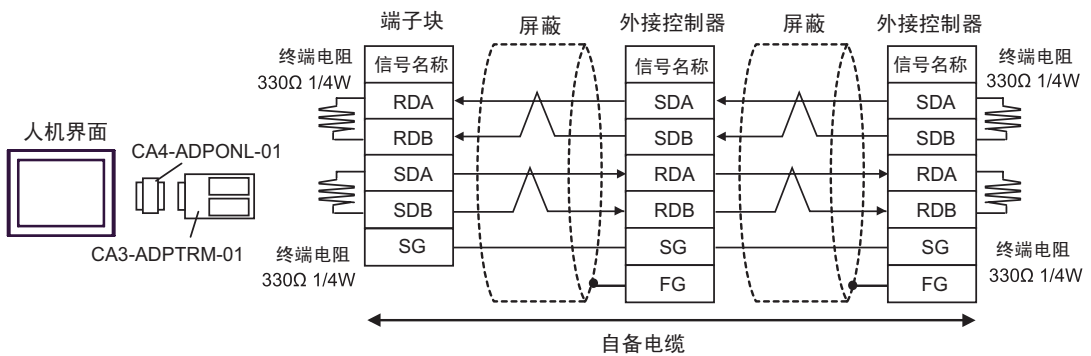 端子块
屏蔽
外接控制器
屏蔽
外接控制器
终端电阻
330Ω 1/4W
信号名称
信号名称
信号名称
终端电阻
330Ω 1/4W
RDA
SDA
SDA
RDB
SDB
SDB
人机界面
CA4-ADPONL-01
SDA
RDA
RDA
SDB
RDB
RDB
CA3-ADPTRM-01
终端电阻
330Ω 1/4W
SG
SG
SG
终端电阻
330Ω 1/4W
FG
FG
自备电缆